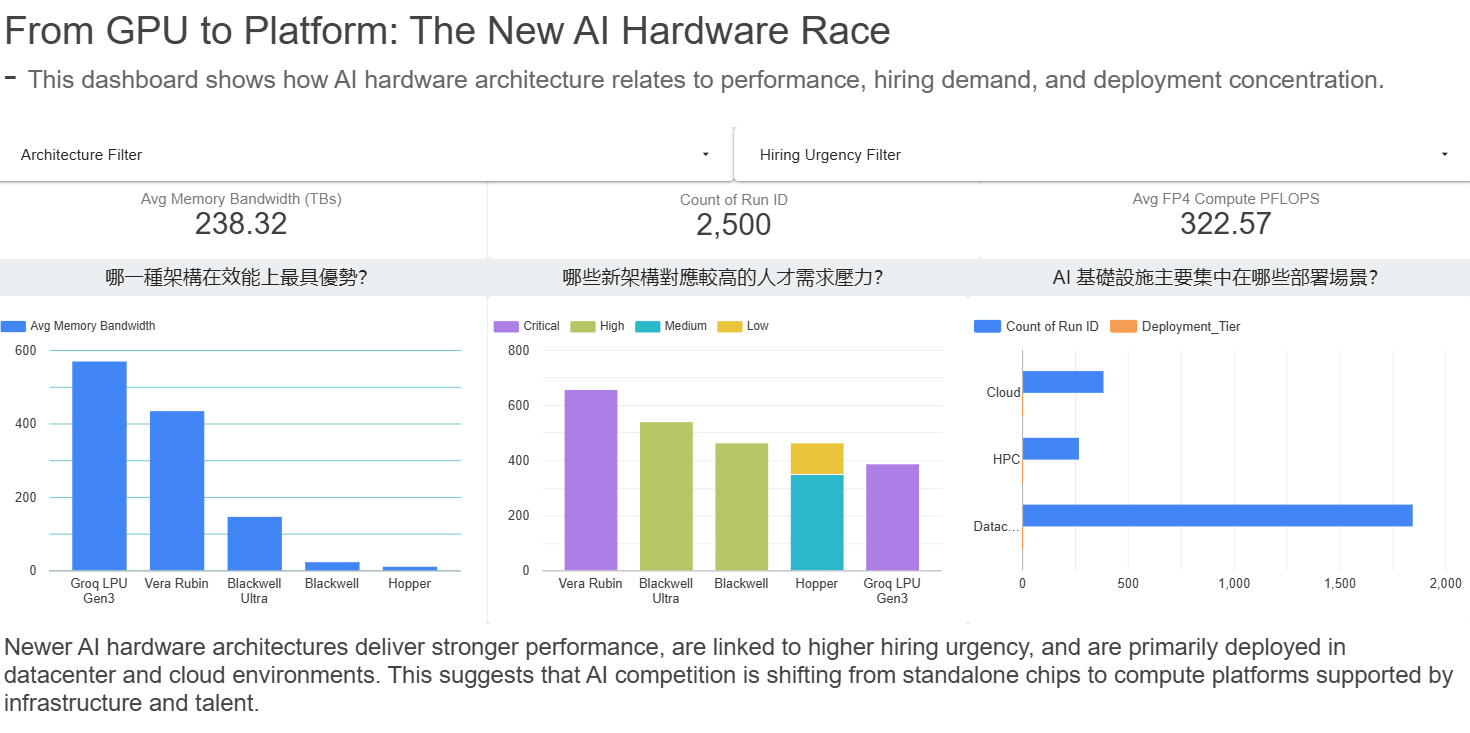 From GPU to Platform: The New AI Hardware Race
- This dashboard shows how AI hardware architecture relates to performance, hiring demand, and deployment concentration.
Architecture Filter
Hiring Urgency Filter
Avg Memory Bandwidth (TBs)
238.32
Count of Run ID
2,500
Avg FP4 Compute PFLOPS
322.57
哪一種架構在效能上最具優勢?
哪些新架構對應較高的人才需求壓力?
AI 基礎設施主要集中在哪些部署場景?
Avg Memory Bandwidth
600
400
200
0
Groq LPU
Gen3
Vera Rubin
Blackwell
Ultra
Blackwell
Hopper
Critical
High
Medium
Low
800
600
400
200
0
Vera Rubin
Blackwell
Ultra
Blackwell
Hopper
Groq LPU
Gen3
Count of Run ID
Deployment_Tier
Cloud
HPC
Datac...
0
500
1,000
1,500
2,000
Newer AI hardware architectures deliver stronger performance, are linked to higher hiring urgency, and are primarily deployed in
datacenter and cloud environments. This suggests that AI competition is shifting from standalone chips to compute platforms supported by
infrastructure and talent.